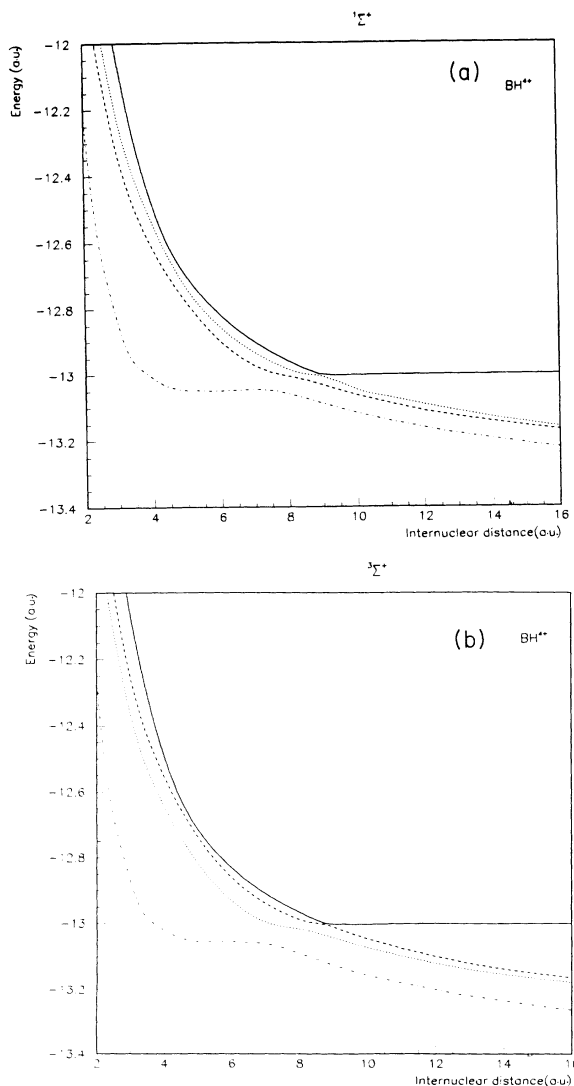 ¹Σ⁺
Energy (a.u.)
(a)
BH⁴⁺
−12
−12.2
−12.4
−12.6
−12.8
−13
−13.2
−13.4
2 4 6 8 10 12 14 16
Internuclear distance(a.u.)
³Σ⁺
Energy (a.u.)
(b)
BH⁴⁺
−12
−12.2
−12.4
−12.6
−12.8
−13
−13.2
−13.4
2 4 6 8 10 12 14 16
Internuclear distance(a.u.)